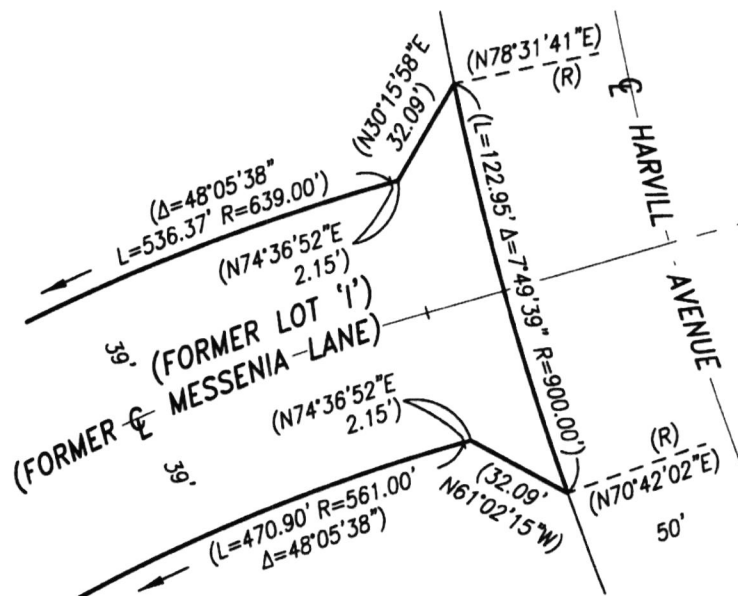 (N78°31'41"E)
(R)
℄ HARVILL AVENUE
(N30°15'58"E
32.09')
(Δ=48°05'38"
L=536.37' R=639.00')
(N74°36'52"E
2.15')
(L=122.95' Δ=7°49'39" R=900.00')
39'
(FORMER LOT 'I')
(FORMER ℄ MESSENIA LANE)
39'
(N74°36'52"E
2.15')
(R)
(N70°42'02"E)
(32.09'
N61°02'15"W)
(L=470.90' R=561.00'
Δ=48°05'38")
50'